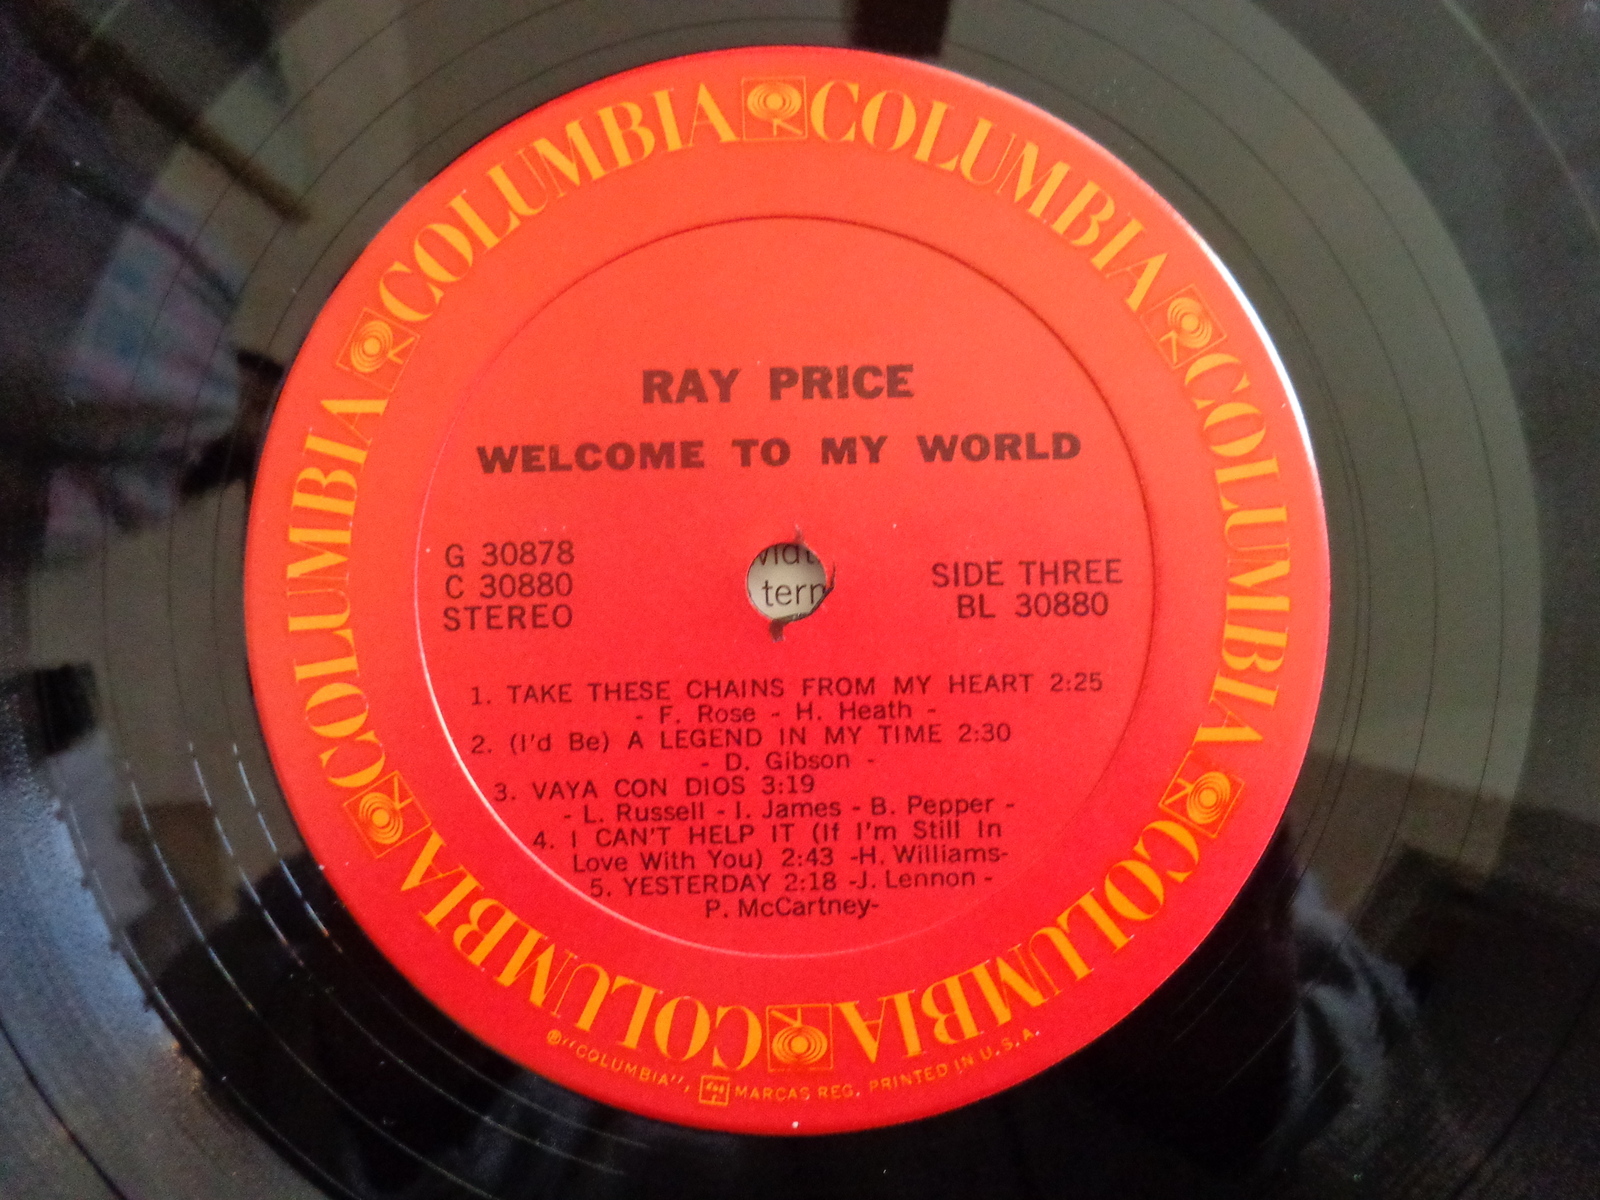 COLUMBIA COLUMBIA COLUMBIA COLUMBIA COLUMBIA COLUMBIA
RAY PRICE
WELCOME TO MY WORLD
G 30878
C 30880
STEREO
SIDE THREE
BL 30880
tern
1. TAKE THESE CHAINS FROM MY HEART 2:25
- F. Rose - H. Heath -
2. (I'd Be) A LEGEND IN MY TIME 2:30
- D. Gibson -
3. VAYA CON DIOS 3:19
- L. Russell - I. James - B. Pepper -
4. I CAN'T HELP IT (If I'm Still In
Love With You) 2:43 -H. Williams-
5. YESTERDAY 2:18 -J. Lennon -
P. McCartney-
®"COLUMBIA", MARCAS REG. PRINTED IN U.S.A.